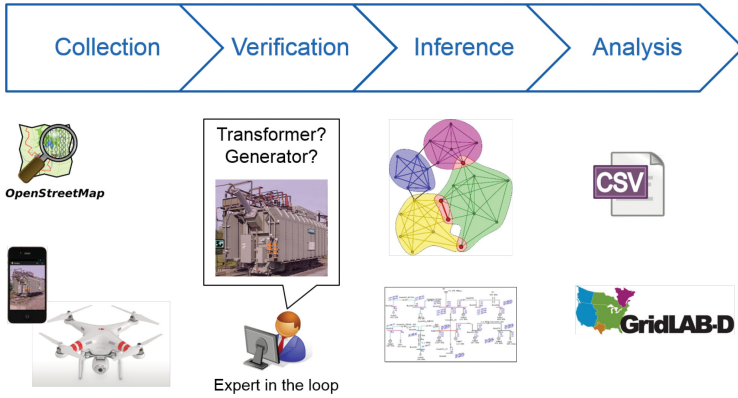 Collection
Verification
Inference
Analysis
OpenStreetMap
Transformer?
Generator?
Expert in the loop
CSV
GridLAB-D